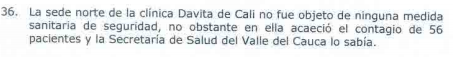 36. La sede norte de la clínica Davita de Cali no fue objeto de ninguna medida
sanitaria de seguridad, no obstante en ella acaeció el contagio de 56
pacientes y la Secretaría de Salud del Valle del Cauca lo sabía.